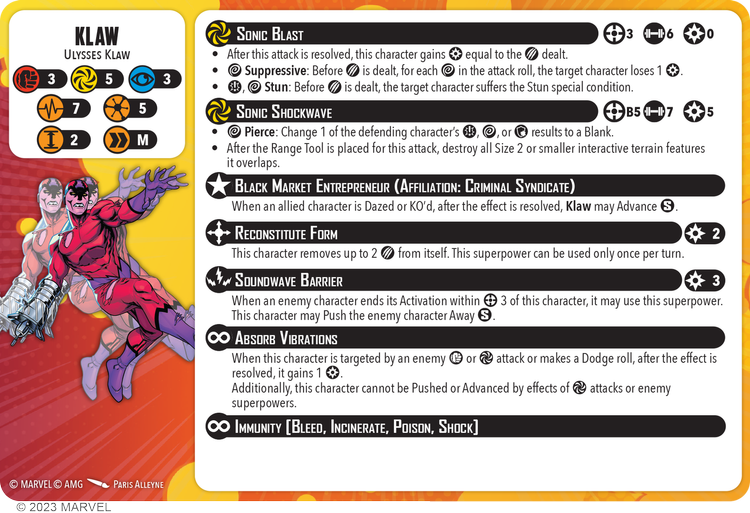 KLAW
ULYSSES KLAW
3 5 3
7 5
2 M
SONIC BLAST 3 6 0
• After this attack is resolved, this character gains equal to the dealt.
• Suppressive: Before is dealt, for each in the attack roll, the target character loses 1 .
• , Stun: Before is dealt, the target character suffers the Stun special condition.
SONIC SHOCKWAVE B5 7 5
• Pierce: Change 1 of the defending character's , , or results to a Blank.
• After the Range Tool is placed for this attack, destroy all Size 2 or smaller interactive terrain features
it overlaps.
BLACK MARKET ENTREPRENEUR (AFFILIATION: CRIMINAL SYNDICATE)
When an allied character is Dazed or KO'd, after the effect is resolved, Klaw may Advance S.
RECONSTITUTE FORM 2
This character removes up to 2 from itself. This superpower can be used only once per turn.
SOUNDWAVE BARRIER 3
When an enemy character ends its Activation within 3 of this character, it may use this superpower.
This character may Push the enemy character Away S.
ABSORB VIBRATIONS
When this character is targeted by an enemy or attack or makes a Dodge roll, after the effect is
resolved, it gains 1 .
Additionally, this character cannot be Pushed or Advanced by effects of attacks or enemy
superpowers.
IMMUNITY [BLEED, INCINERATE, POISON, SHOCK]
© MARVEL © AMG PARIS ALLEYNE
© 2023 MARVEL